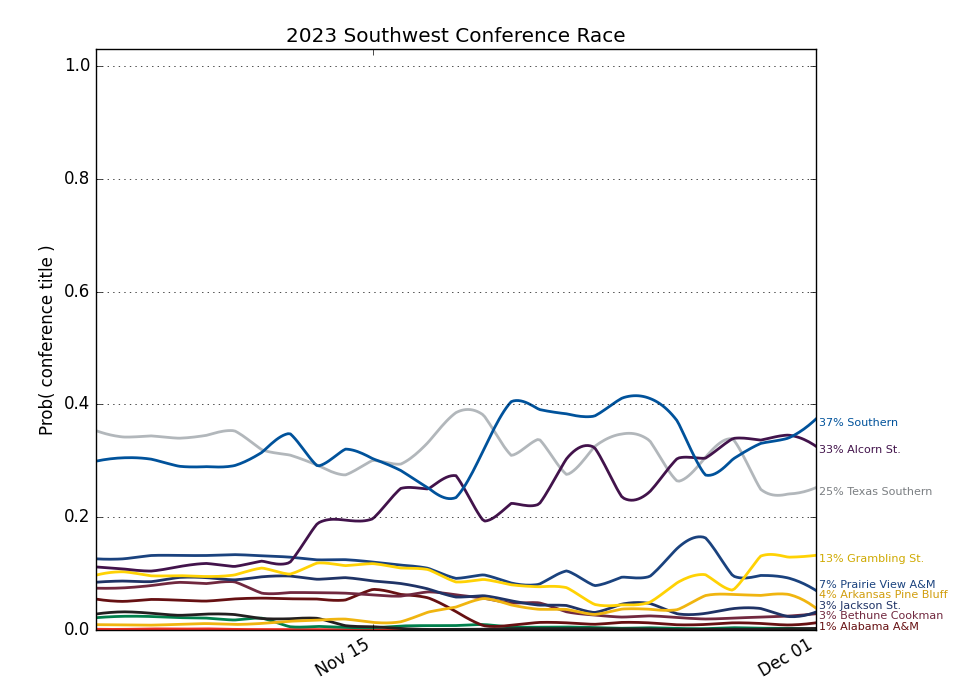 2023 Southwest Conference Race
Prob( conference title )
1.0
0.8
0.6
0.4
0.2
0.0
Nov 15
Dec 01
37% Southern
33% Alcorn St.
25% Texas Southern
13% Grambling St.
7% Prairie View A&M
4% Arkansas Pine Bluff
3% Jackson St.
3% Bethune Cookman
1% Alabama A&M